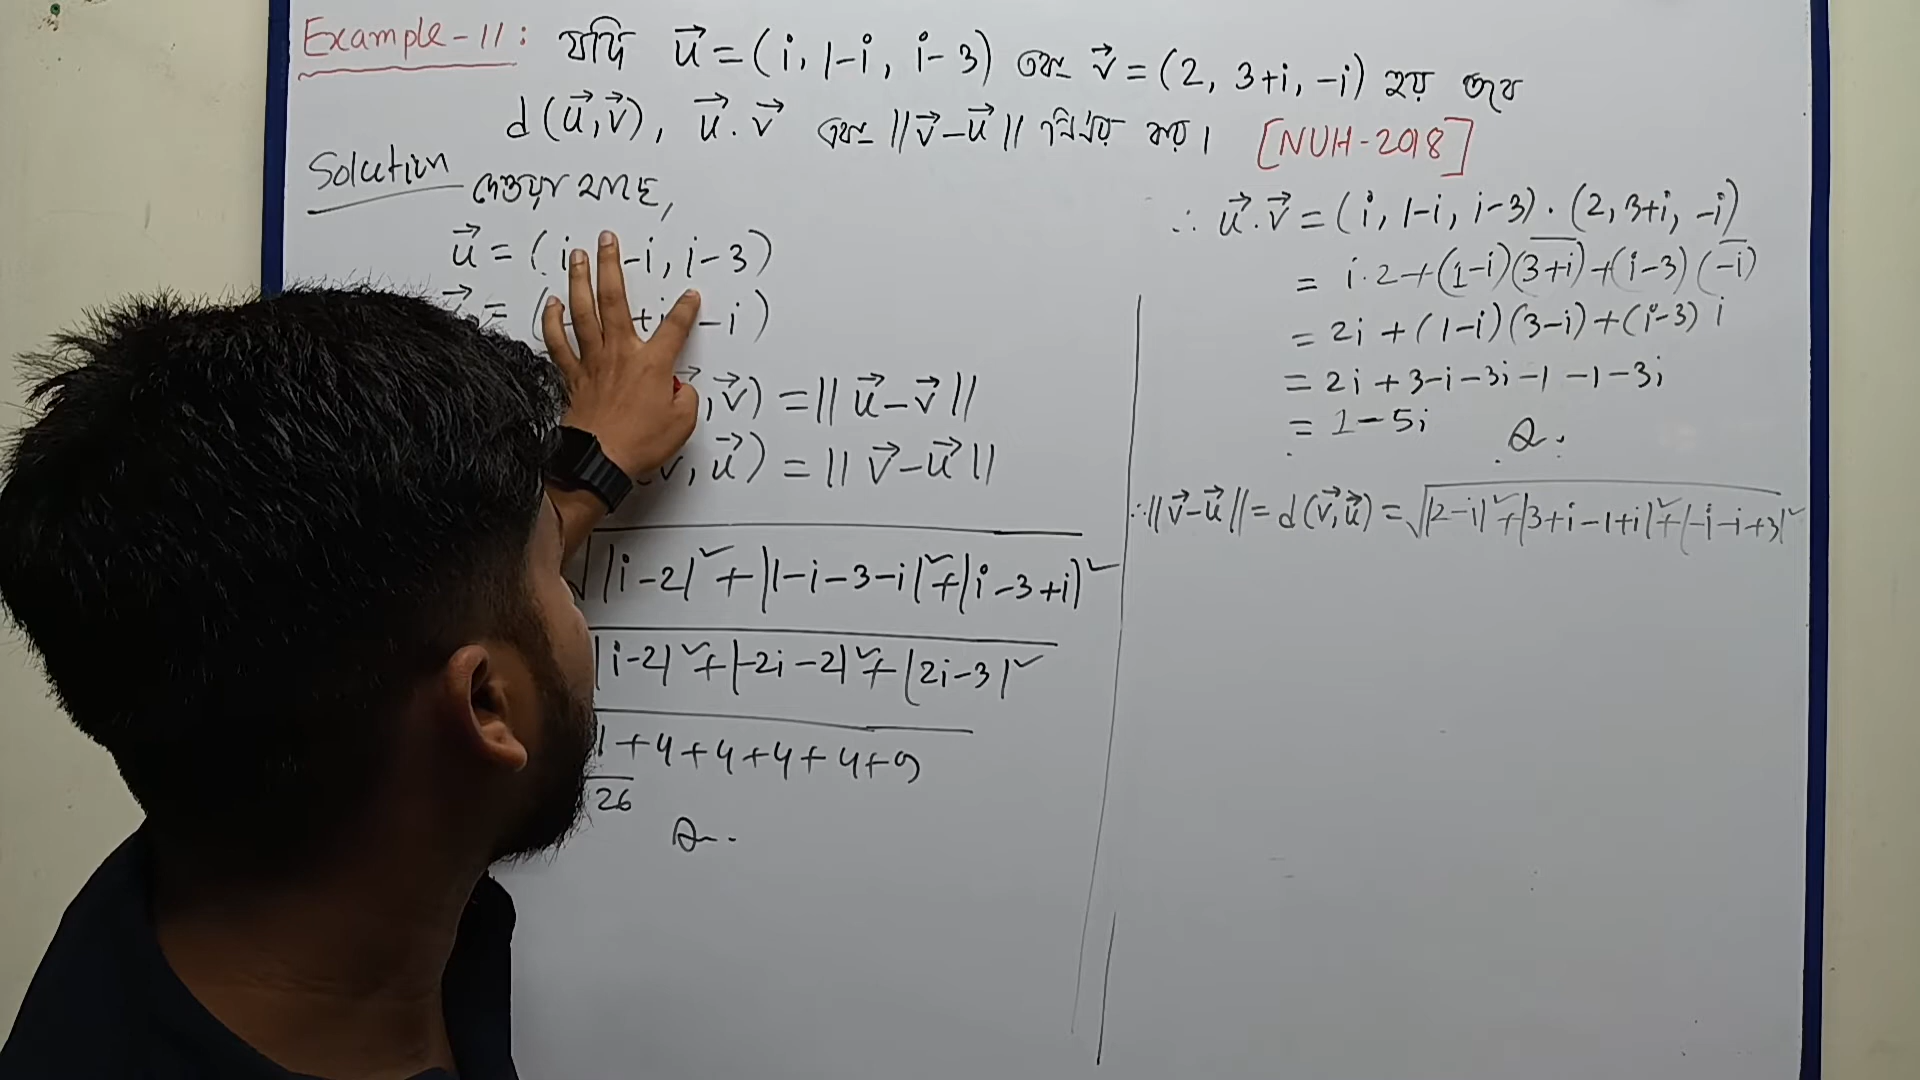 Example-11: যদি u⃗ = (i, 1-i, i-3) এবং v⃗ = (2, 3+i, -i) হয় তবে
d(u⃗,v⃗), u⃗.v⃗ এবং ||v⃗-u⃗|| নির্ণয় কর। [NUH-2018]
Solution দেওয়া আছে,
u⃗ = (i -i, i-3)
= ( +i -i)
,v⃗) = ||u⃗-v⃗||
v⃗,u⃗) = ||v⃗-u⃗||
√|i-2|² + |1-i-3-i|² + |i-3+i|²
|i-2|² + |-2i-2|² + |2i-3|²
1+4+4+4+4+9
26
∴ u⃗.v⃗ = (i, 1-i, i-3) . (2, 3+i, -i)
= i.2+(1-i)(3+i)̅+(i-3)(-i)̅
= 2i + (1-i)(3-i)+(i-3) i
= 2i + 3-i-3i-1-1-3i
= 1-5i
∴ ||v⃗-u⃗|| = d(v⃗,u⃗) = √|2-i|²+|3+i-1+i|²+|-i-i+3|²